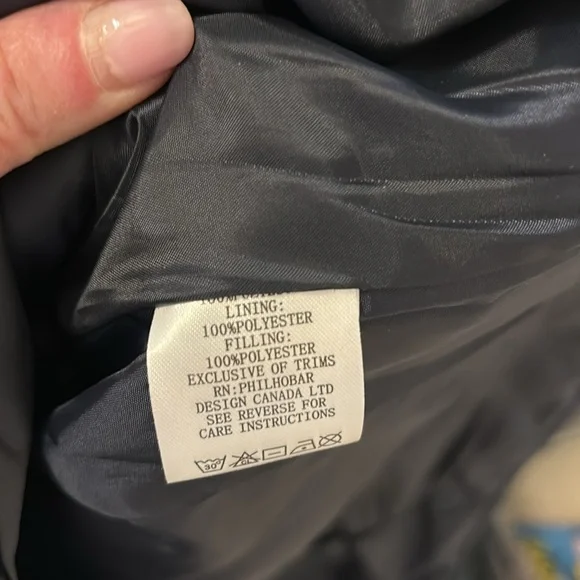 LINING:
100%POLYESTER
FILLING:
100%POLYESTER
EXCLUSIVE OF TRIMS
RN:PHILHOBAR
DESIGN CANADA LTD
SEE REVERSE FOR
CARE INSTRUCTIONS
30° CL